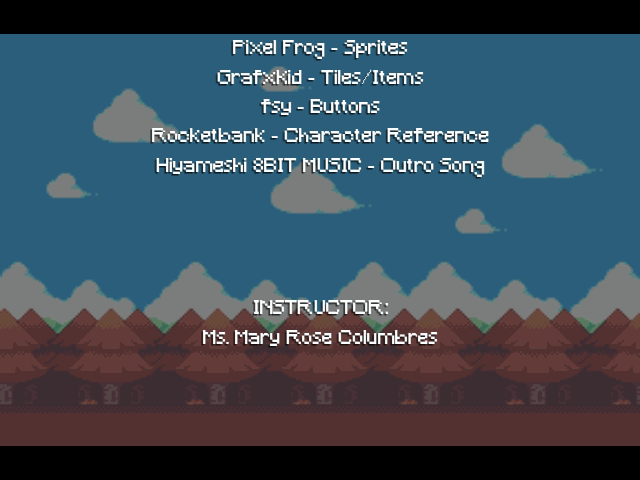 Pixel Frog - Sprites
GrafxKid - Tiles/Items
fsy - Buttons
Rocketbank - Character Reference
Hiyameshi 8BIT MUSIC - Outro Song
INSTRUCTOR:
Ms. Mary Rose Columbres